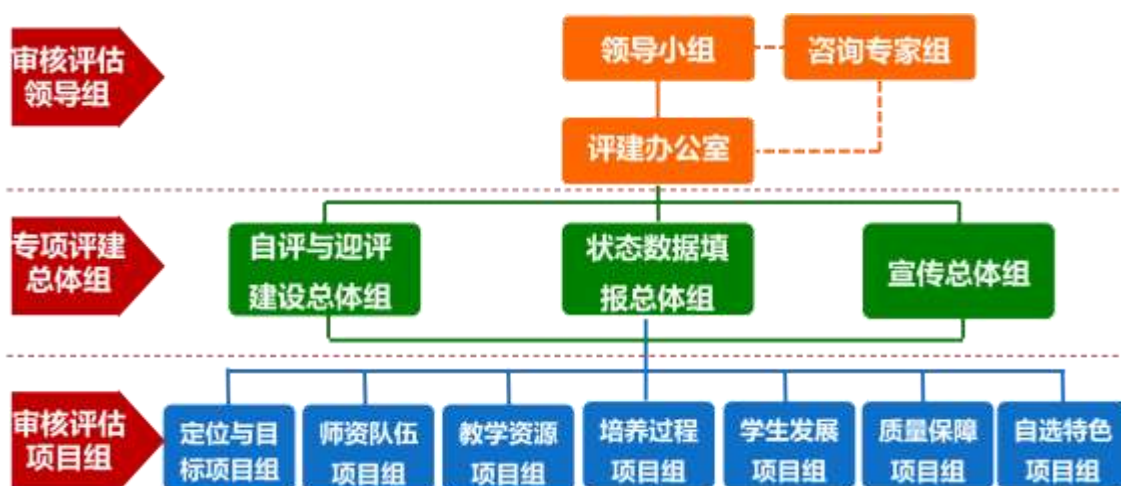 审核评估
领导组
领导小组
咨询专家组
评建办公室
专项评建
总体组
自评与迎评
建设总体组
状态数据填
报总体组
宣传总体组
审核评估
项目组
定位与目
标项目组
师资队伍
项目组
教学资源
项目组
培养过程
项目组
学生发展
项目组
质量保障
项目组
自选特色
项目组